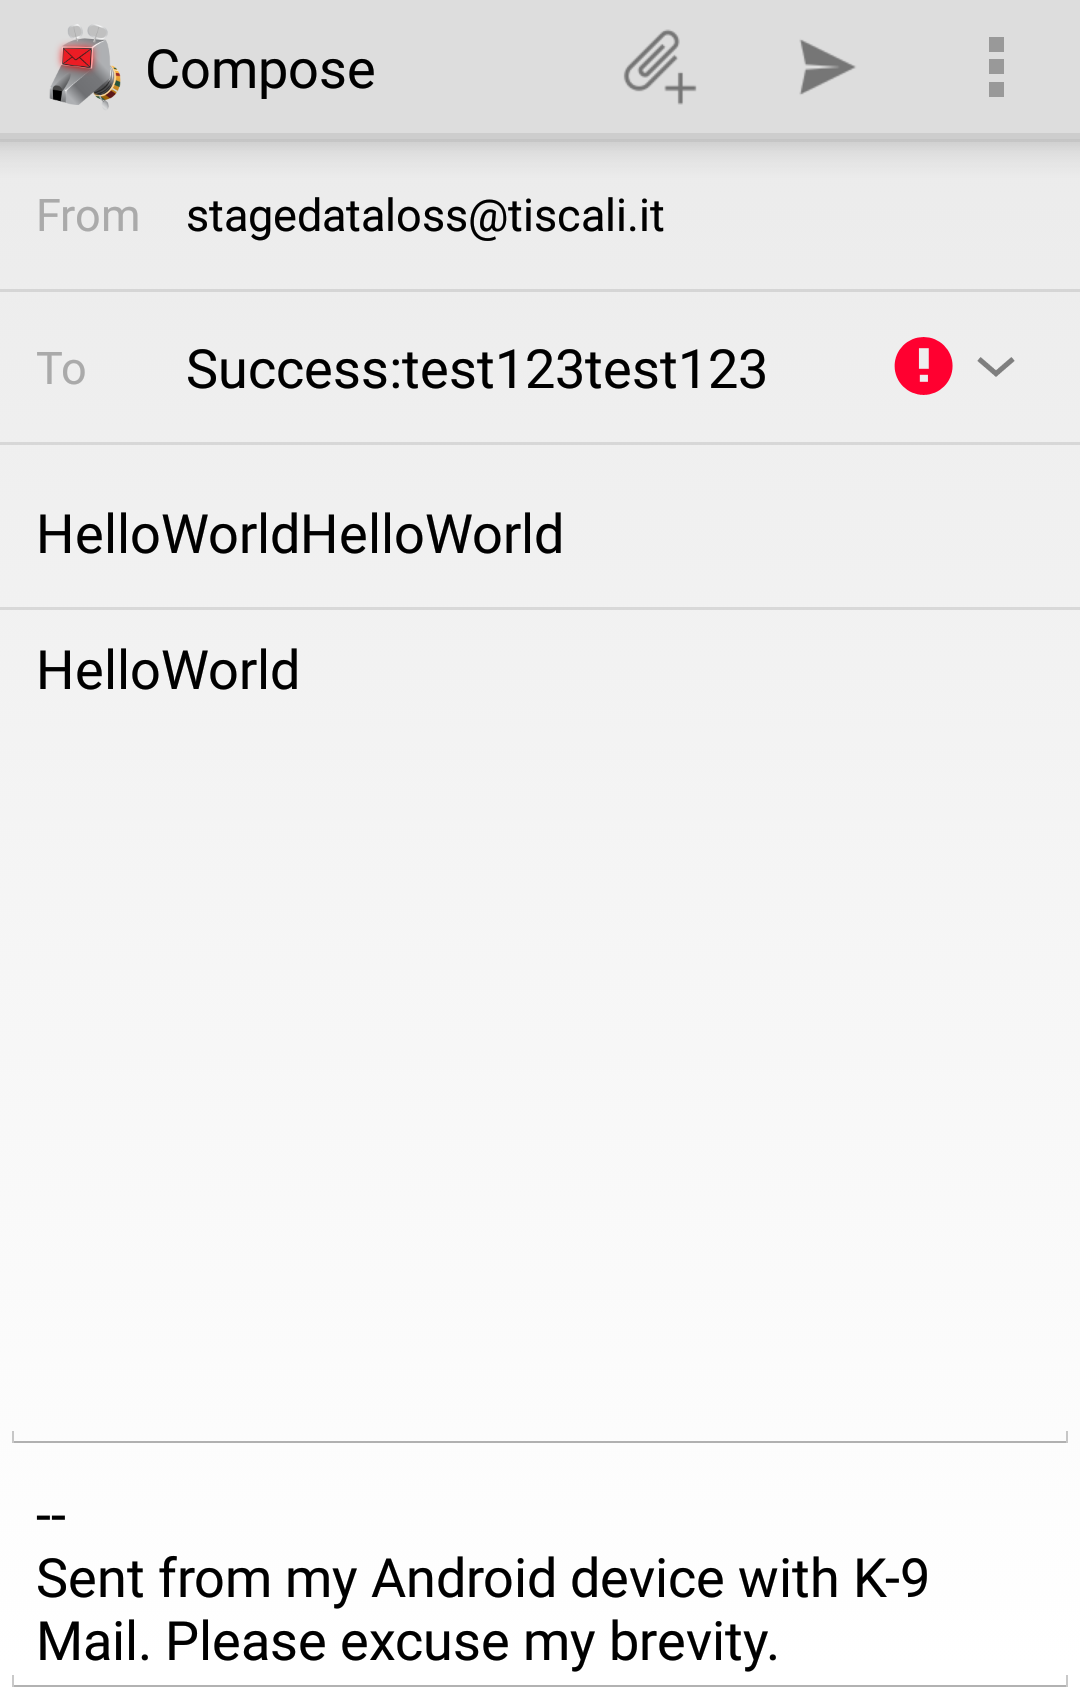 Compose
From stagedataloss@tiscali.it
To Success:test123test123
HelloWorldHelloWorld
HelloWorld
--
Sent from my Android device with K-9
Mail. Please excuse my brevity.